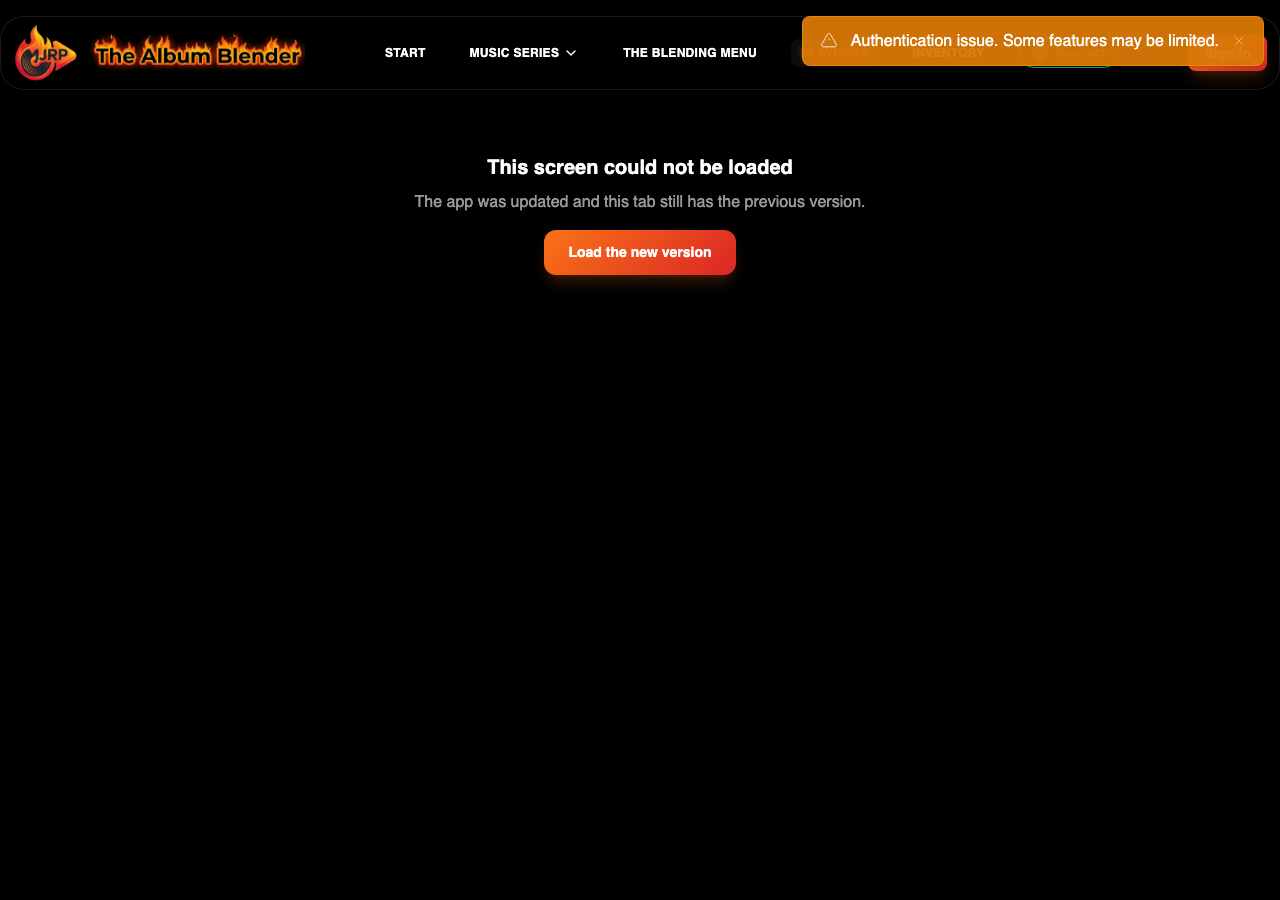 JRP
The Album Blender
START
MUSIC SERIES
THE BLENDING MENU
Authentication issue. Some features may be limited.
This screen could not be loaded
The app was updated and this tab still has the previous version.
Load the new version